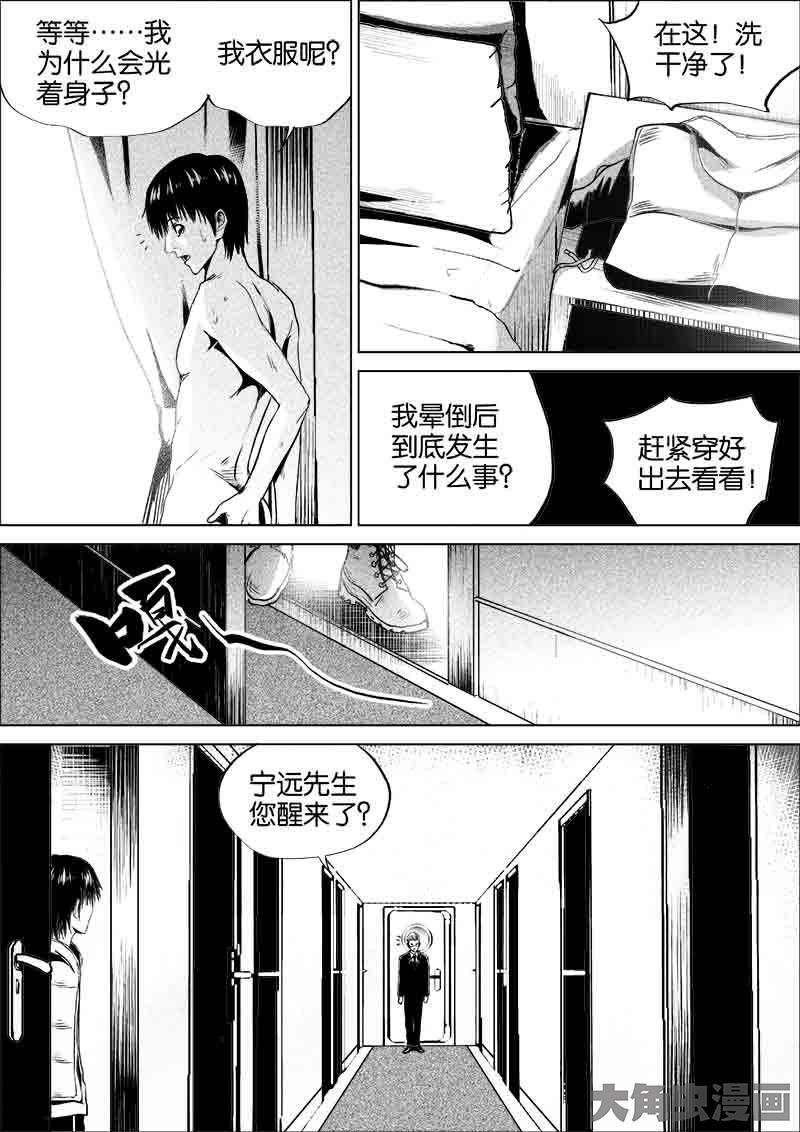 等等……我
为什么会光
着身子？
我衣服呢？
在这！洗
干净了！
我晕倒后
到底发生
了什么事？
赶紧穿好
出去看看！
嘎
宁远先生
您醒来了？
大角虫漫画